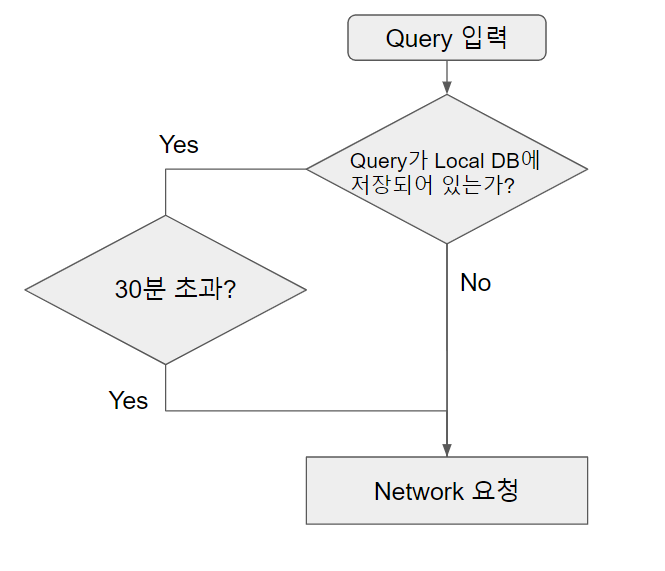 Query 입력
Yes
Query가 Local DB에
저장되어 있는가?
30분 초과?
No
Yes
Network 요청